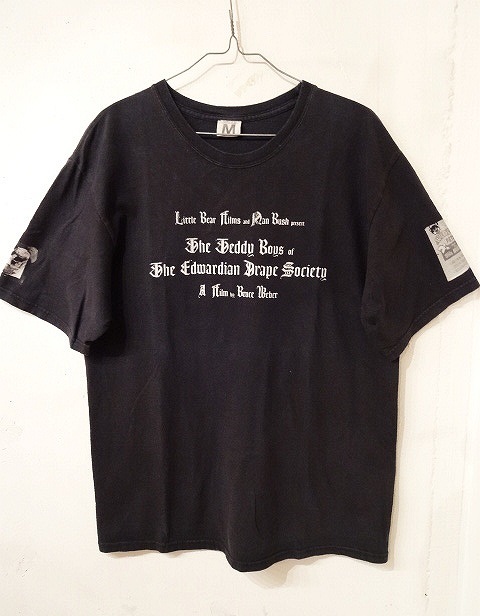 M
Little Bear Films and Nan Bush present
The Teddy Boys of
The Edwardian Drape Society
A Film by Bruce Weber